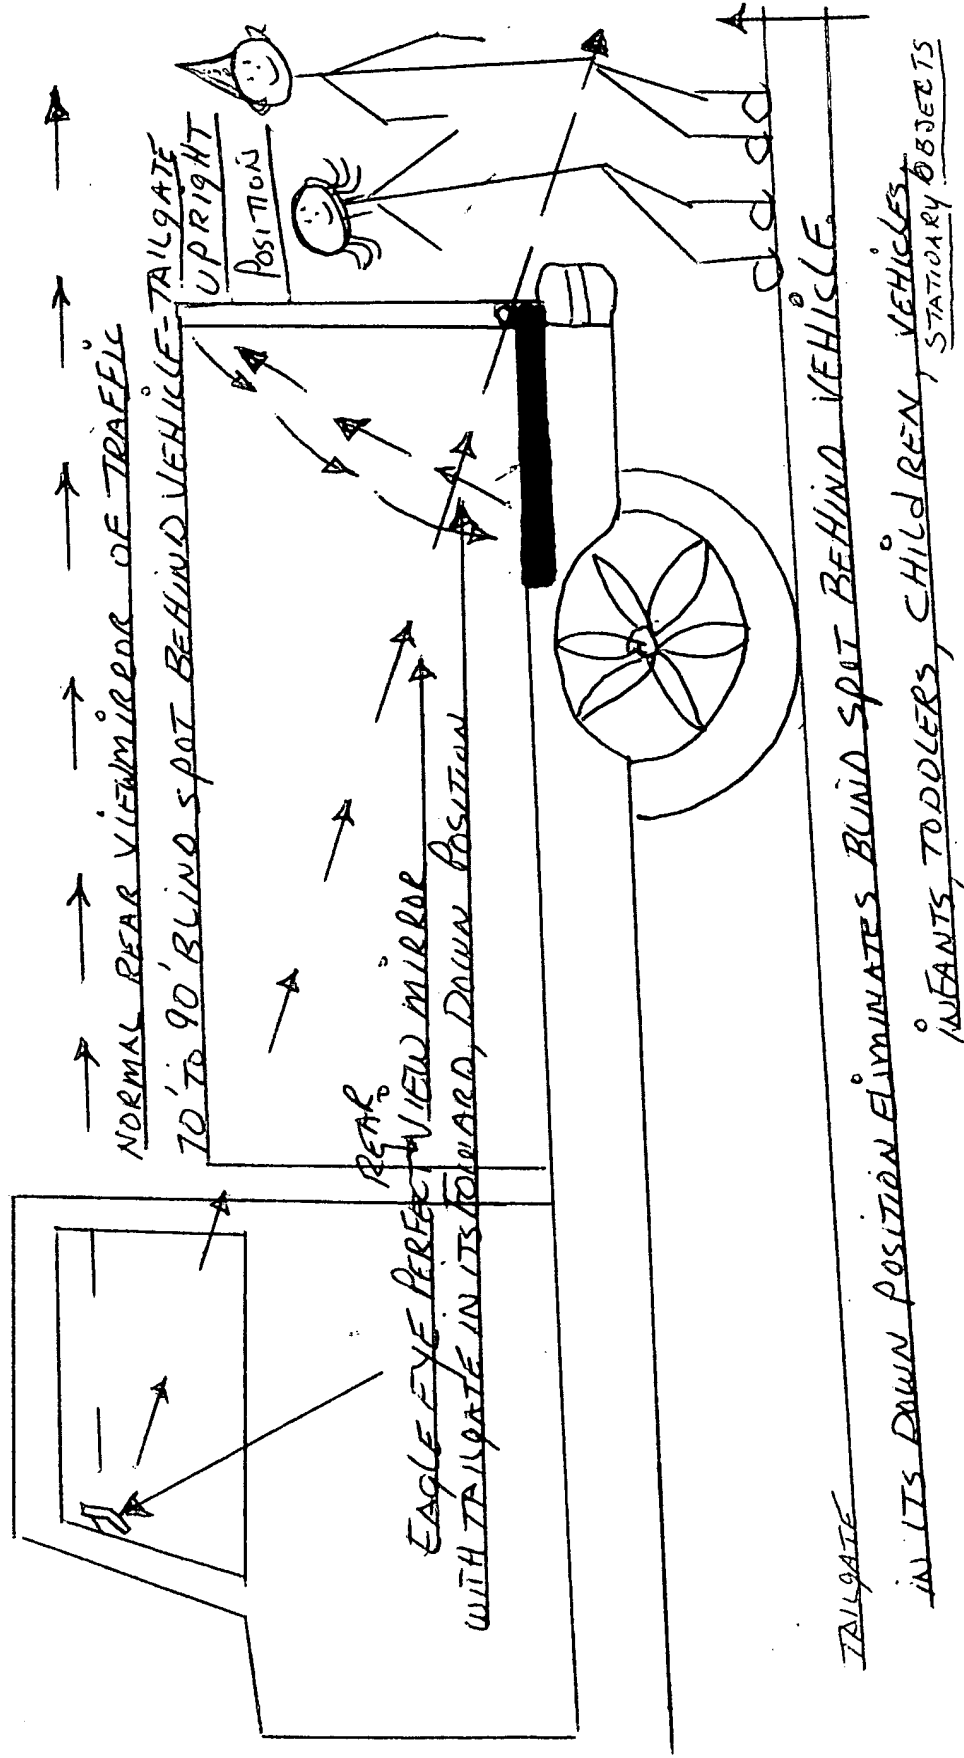 NORMAL REAR VIEWMIRROR OF TRAFFIC
70' TO 90' BLIND SPOT BEHIND VEHICLE-TAILGATE
UPRIGHT
POSITION
REAR
EAGLE EYE PERFECT VIEW MIRROR
WITH TAILGATE IN ITS FORWARD, DOWN POSITION
TAILGATE
IN ITS DOWN POSITION ELIMINATES BLIND SPOT BEHIND VEHICLE
INFANTS, TODDLERS, CHILDREN, VEHICLES,
STATIONARY OBJECTS